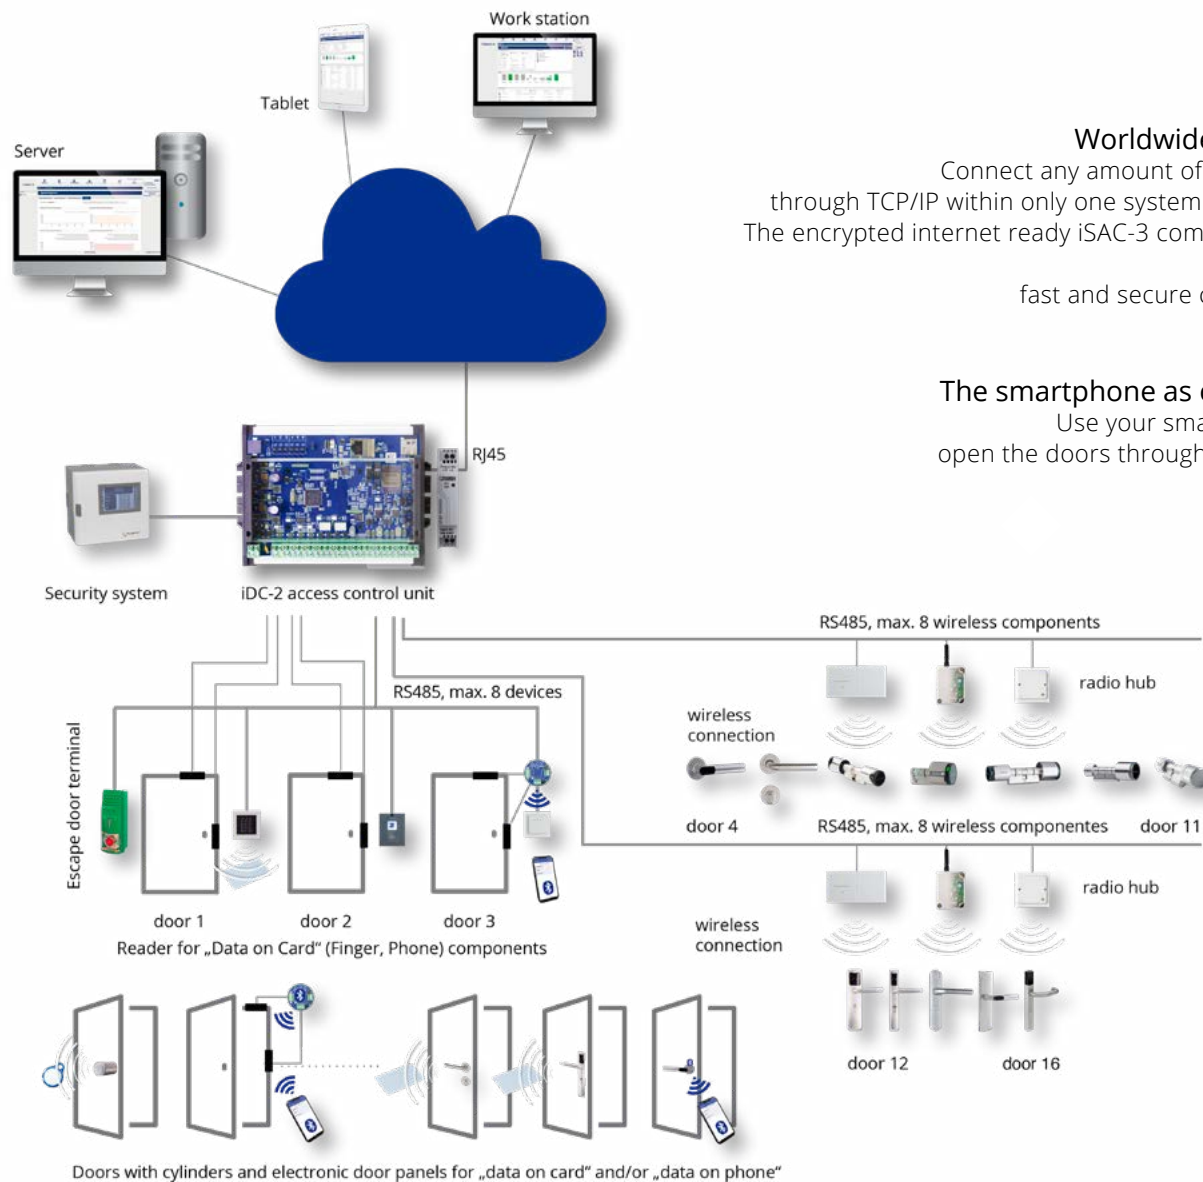 Work station
Tablet
Server
Worldwide
Connect any amount of
through TCP/IP within only one system
The encrypted internet ready iSAC-3 com
fast and secure
The smartphone as
Use your sma
open the doors through
RJ45
Security system
iDC-2 access control unit
RS485, max. 8 wireless components
radio hub
RS485, max. 8 devices
wireless
connection
Escape door terminal
door 4
RS485, max. 8 wireless componentes
door 11
radio hub
door 1
door 2
door 3
Reader for „Data on Card“ (Finger, Phone) components
wireless
connection
door 12
door 16
Doors with cylinders and electronic door panels for „data on card“ and/or „data on phone“